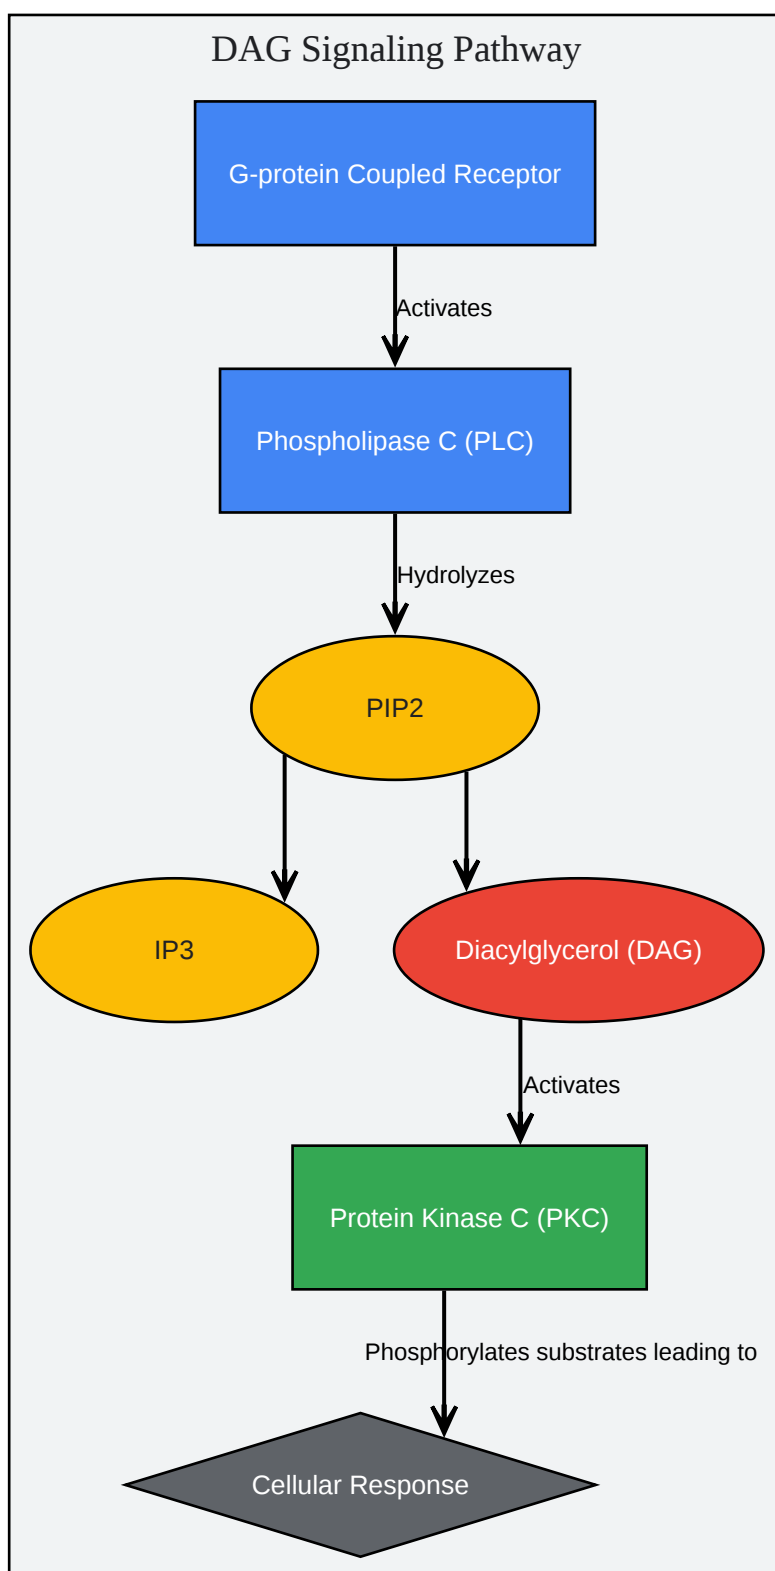 DAG Signaling Pathway
G-protein Coupled Receptor
Activates
Phospholipase C (PLC)
Hydrolyzes
PIP2
IP3
Diacylglycerol (DAG)
Activates
Protein Kinase C (PKC)
Phosphorylates substrates leading to
Cellular Response